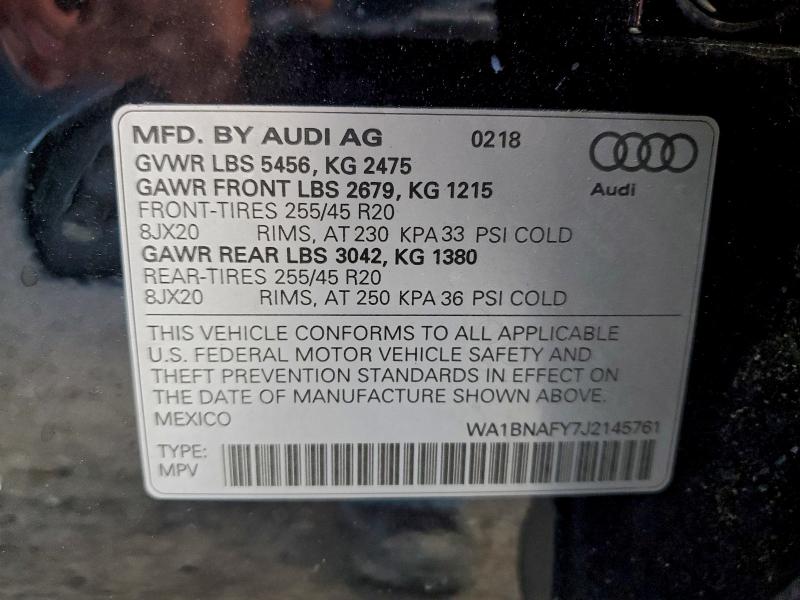 MFD. BY AUDI AG 0218
GVWR LBS 5456, KG 2475
GAWR FRONT LBS 2679, KG 1215
Audi
FRONT-TIRES 255/45 R20
8JX20 RIMS, AT 230 KPA 33 PSI COLD
GAWR REAR LBS 3042, KG 1380
REAR-TIRES 255/45 R20
8JX20 RIMS, AT 250 KPA 36 PSI COLD
THIS VEHICLE CONFORMS TO ALL APPLICABLE
U.S. FEDERAL MOTOR VEHICLE SAFETY AND
THEFT PREVENTION STANDARDS IN EFFECT ON
THE DATE OF MANUFACTURE SHOWN ABOVE.
MEXICO
WA1BNAFY7J2145761
TYPE:
MPV